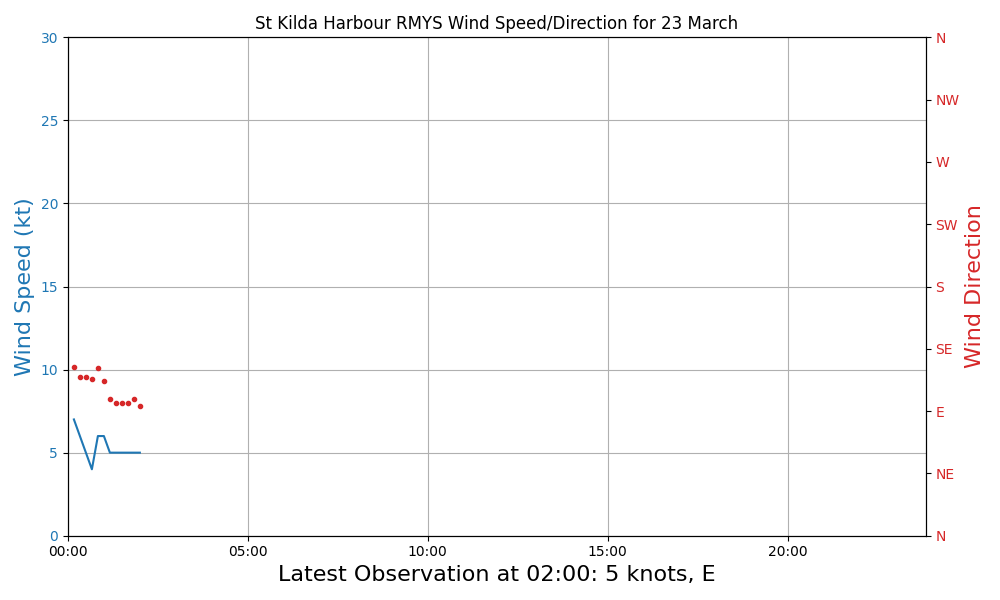 St Kilda Harbour RMYS Wind Speed/Direction for 23 March
30
25
20
15
10
5
0
Wind Speed (kt)
N
NW
W
SW
S
SE
E
NE
N
Wind Direction
00:00
05:00
10:00
15:00
20:00
Latest Observation at 02:00: 5 knots, E